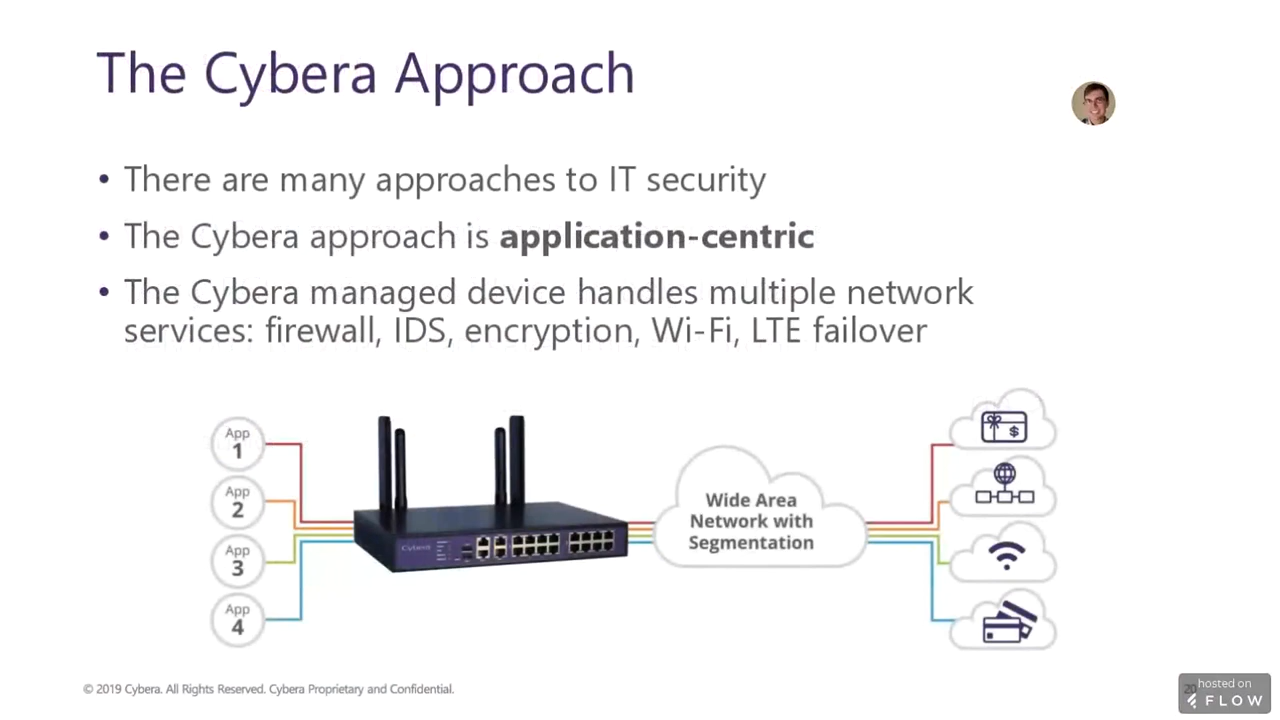 The Cybera Approach
• There are many approaches to IT security
• The Cybera approach is application-centric
• The Cybera managed device handles multiple network
services: firewall, IDS, encryption, Wi-Fi, LTE failover
App
1
App
2
App
3
App
4
Cybera
Wide Area
Network with
Segmentation
$
© 2019 Cybera. All Rights Reserved. Cybera Proprietary and Confidential.
20
hosted on
FLOW